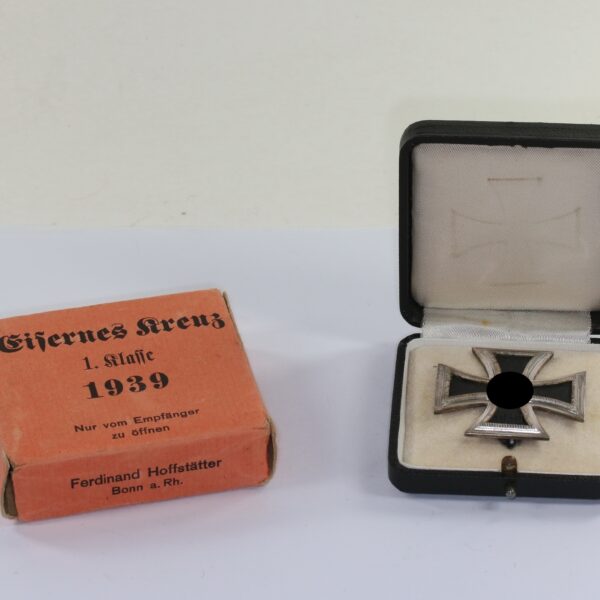 Eisernes Kreuz
1. Klasse
1939
Nur vom Empfänger
zu öffnen
Ferdinand Hoffstätter
Bonn a. Rh.